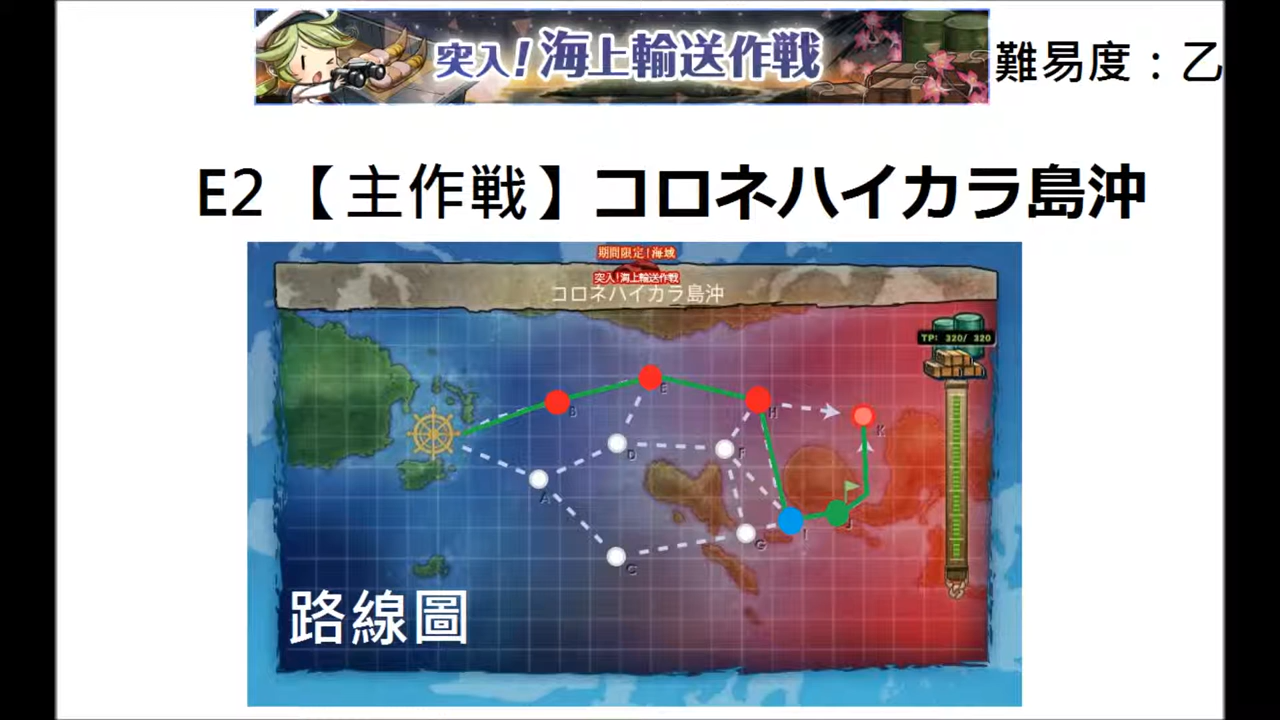 突入!海上輸送作戦
難易度：乙
E2【主作戦】コロネハイカラ島沖
期間限定!海域
突入!海上輸送作戦
コロネハイカラ島沖
TP: 320/ 320
B
E
H
K
D
F
A
J
I
G
C
路線圖